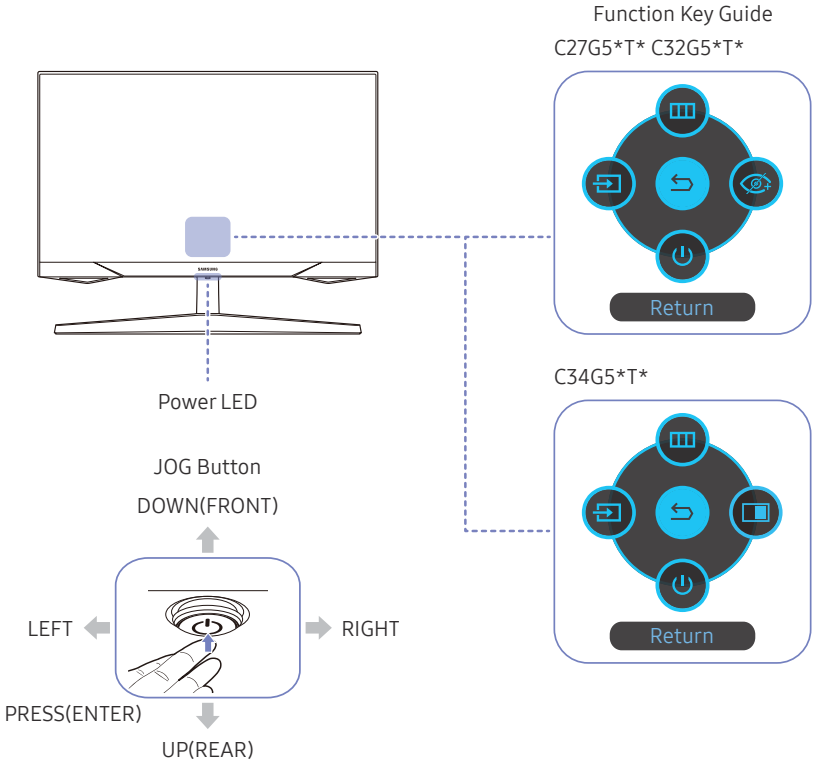 Function Key Guide
C27G5*T* C32G5*T*
Return
SAMSUNG
Power LED
C34G5*T*
Return
JOG Button
DOWN(FRONT)
LEFT
RIGHT
PRESS(ENTER)
UP(REAR)